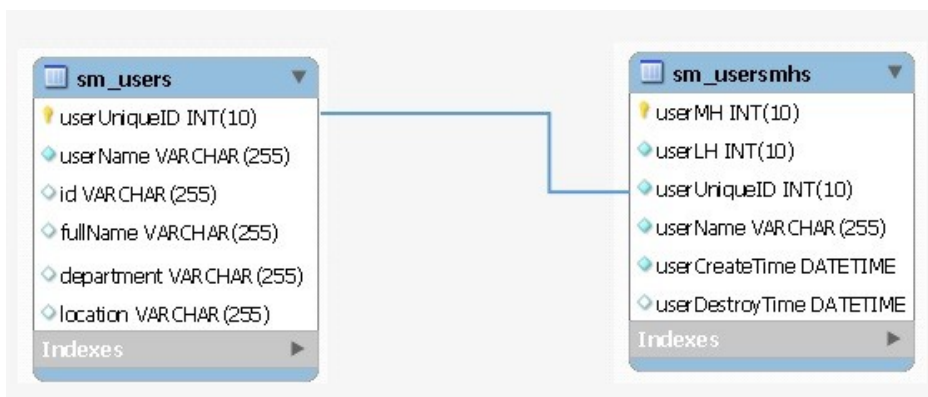 sm_users
userUniqueID INT(10)
userName VARCHAR(255)
id VARCHAR(255)
fullName VARCHAR(255)
department VARCHAR(255)
location VARCHAR(255)
Indexes
sm_usersmhs
userMH INT(10)
userLH INT(10)
userUniqueID INT(10)
userName VARCHAR(255)
userCreateTime DATETIME
userDestroyTime DATETIME
Indexes